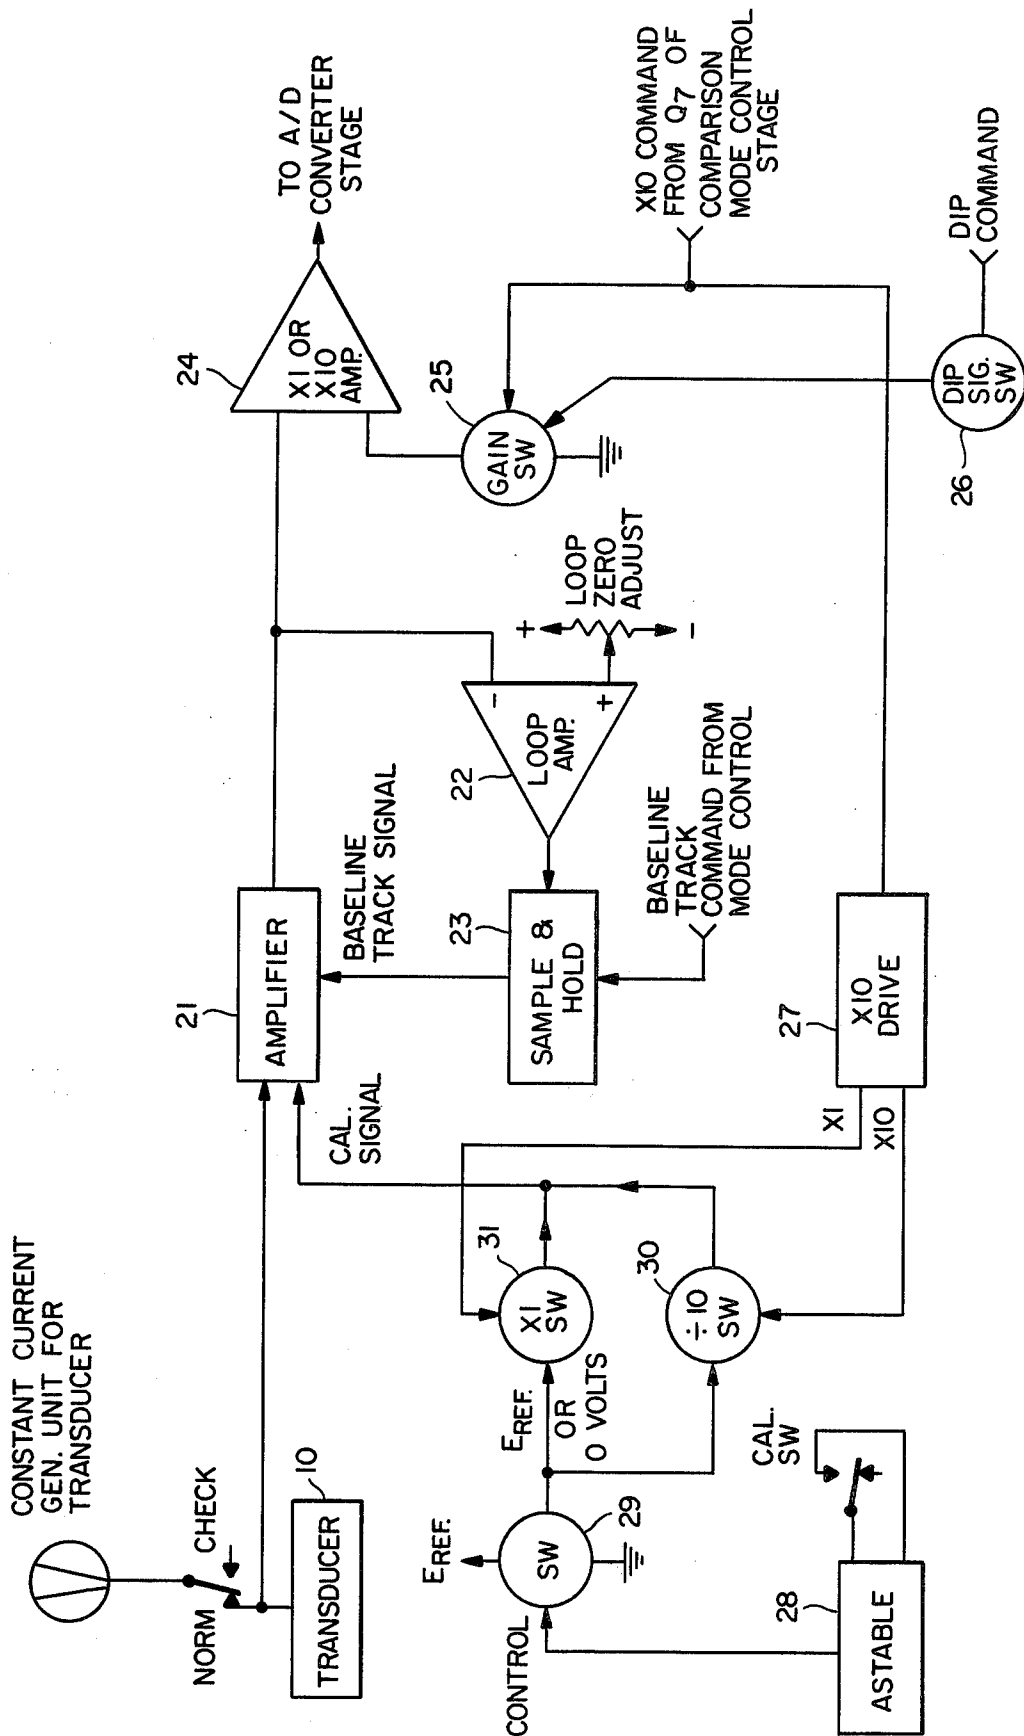 CONSTANT CURRENT
GEN. UNIT FOR
TRANSDUCER
NORM
CHECK
10
TRANSDUCER
21
AMPLIFIER
CAL.
SIGNAL
BASELINE
TRACK SIGNAL
24
X1 OR
X10
AMP.
TO A/D
CONVERTER
STAGE
22
LOOP
AMP.
-
+
LOOP
ZERO
ADJUST
+
-
23
SAMPLE &
HOLD
BASELINE
TRACK
COMMAND FROM
MODE CONTROL
25
GAIN
SW
X10 COMMAND
FROM Q7 OF
COMPARISON
MODE CONTROL
STAGE
26
DIP
SIG.
SW
DIP
COMMAND
27
X10
DRIVE
X1
X10
31
X1
SW
30
÷10
SW
EREF.
OR
0 VOLTS
EREF.
29
SW
CONTROL
28
ASTABLE
CAL.
SW